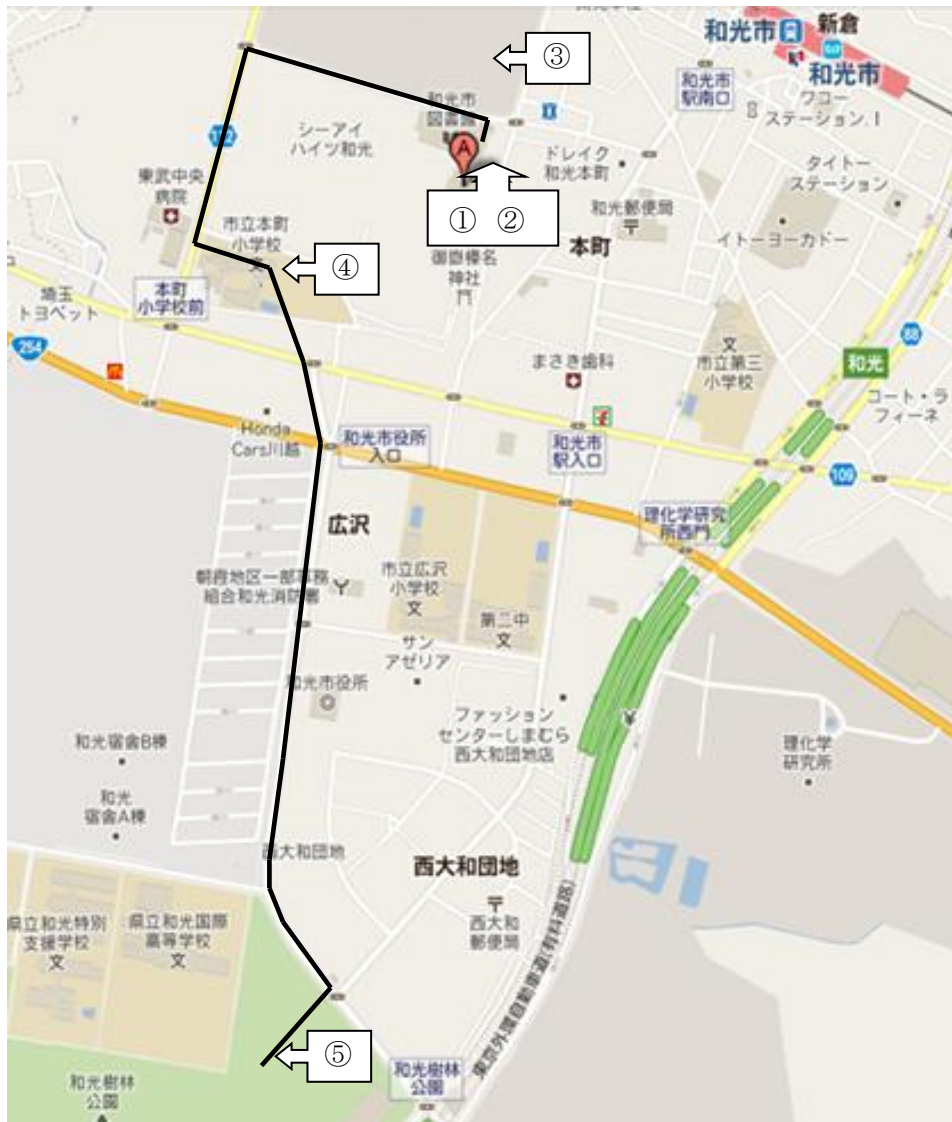 和光市
新倉
和光市
③
和光市
駅南口
ワコー
ステーション.I
和光市
図書館
シーアイ
ハイツ和光
112
A
ドレイク
和光本町
タイトー
ステーション
東武中央
病院
① ②
和光郵便局
〒
イトーヨーカドー
市立本町
小学校
文
④
本町
御嶽榛名
神社
本町
小学校前
埼玉
トヨペット
254
88
和光
文
市立第三
小学校
まさき歯科
コート・ラ
フィーネ
Honda
Cars川越
和光市役所
入口
和光市
駅入口
109
広沢
理化学研究
所西門
朝霞地区一部事務
組合和光消防署
市立広沢
小学校
文
第二中
文
サン
アゼリア
和光市役所
ファッション
センターしまむら
西大和団地店
和光宿舎B棟
理化学
研究所
和光
宿舎A棟
西大和団地
西大和団地
〒
西大和
郵便局
県立和光特別
支援学校
文
県立和光国際
高等学校
文
東京外環自動車道(有料道路)
⑤
和光樹林
公園
和光樹林
公園